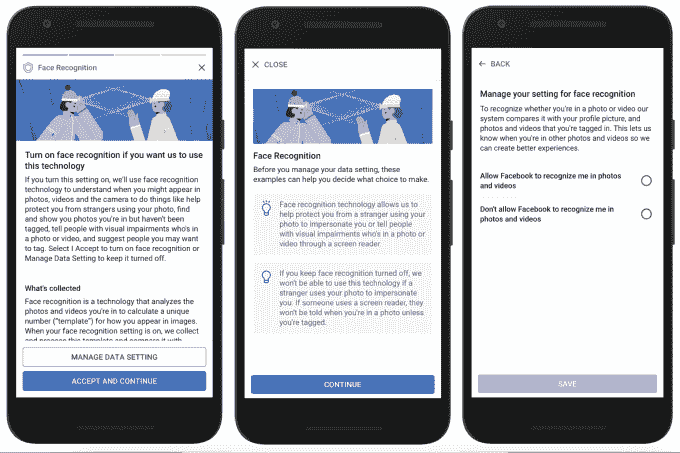 Face Recognition
Turn on face recognition if you want us to use
this technology
If you turn this setting on, we'll use face recognition
technology to understand when you might appear in
photos, videos and the camera to do things like help
protect you from strangers using your photo, find
and show you photos you're in but haven't been
tagged, tell people with visual impairments who's in
a photo or video, and suggest people you may want
to tag. Select I Accept to turn on face recognition or
Manage Data Setting to keep it turned off.
What's collected
Face recognition is a technology that analyzes the
photos and videos you're in to calculate a unique
number ("template") for how you appear in images.
When your face recognition setting is on, we collect
and process this template and compare it with
MANAGE DATA SETTING
ACCEPT AND CONTINUE
CLOSE
Face Recognition
Before you manage your data setting, these
examples can help you decide what choice to make.
Face recognition technology allows us to
help protect you from a stranger using your
photo to impersonate you or tell people
with visual impairments who's in a photo or
video through a screen reader.
If you keep face recognition turned off, we
won't be able to use this technology if a
stranger uses your photo to impersonate
you. If someone uses a screen reader, they
won't be told when you're in a photo unless
you're tagged.
CONTINUE
BACK
Manage your setting for face recognition
To recognize whether you're in a photo or video our
system compares it with your profile picture, and
photos and videos that you're tagged in. This lets us
know when you're in other photos and videos so we
can create better experiences.
Allow Facebook to recognize me in photos
and videos
Don't allow Facebook to recognize me in
photos and videos
SAVE